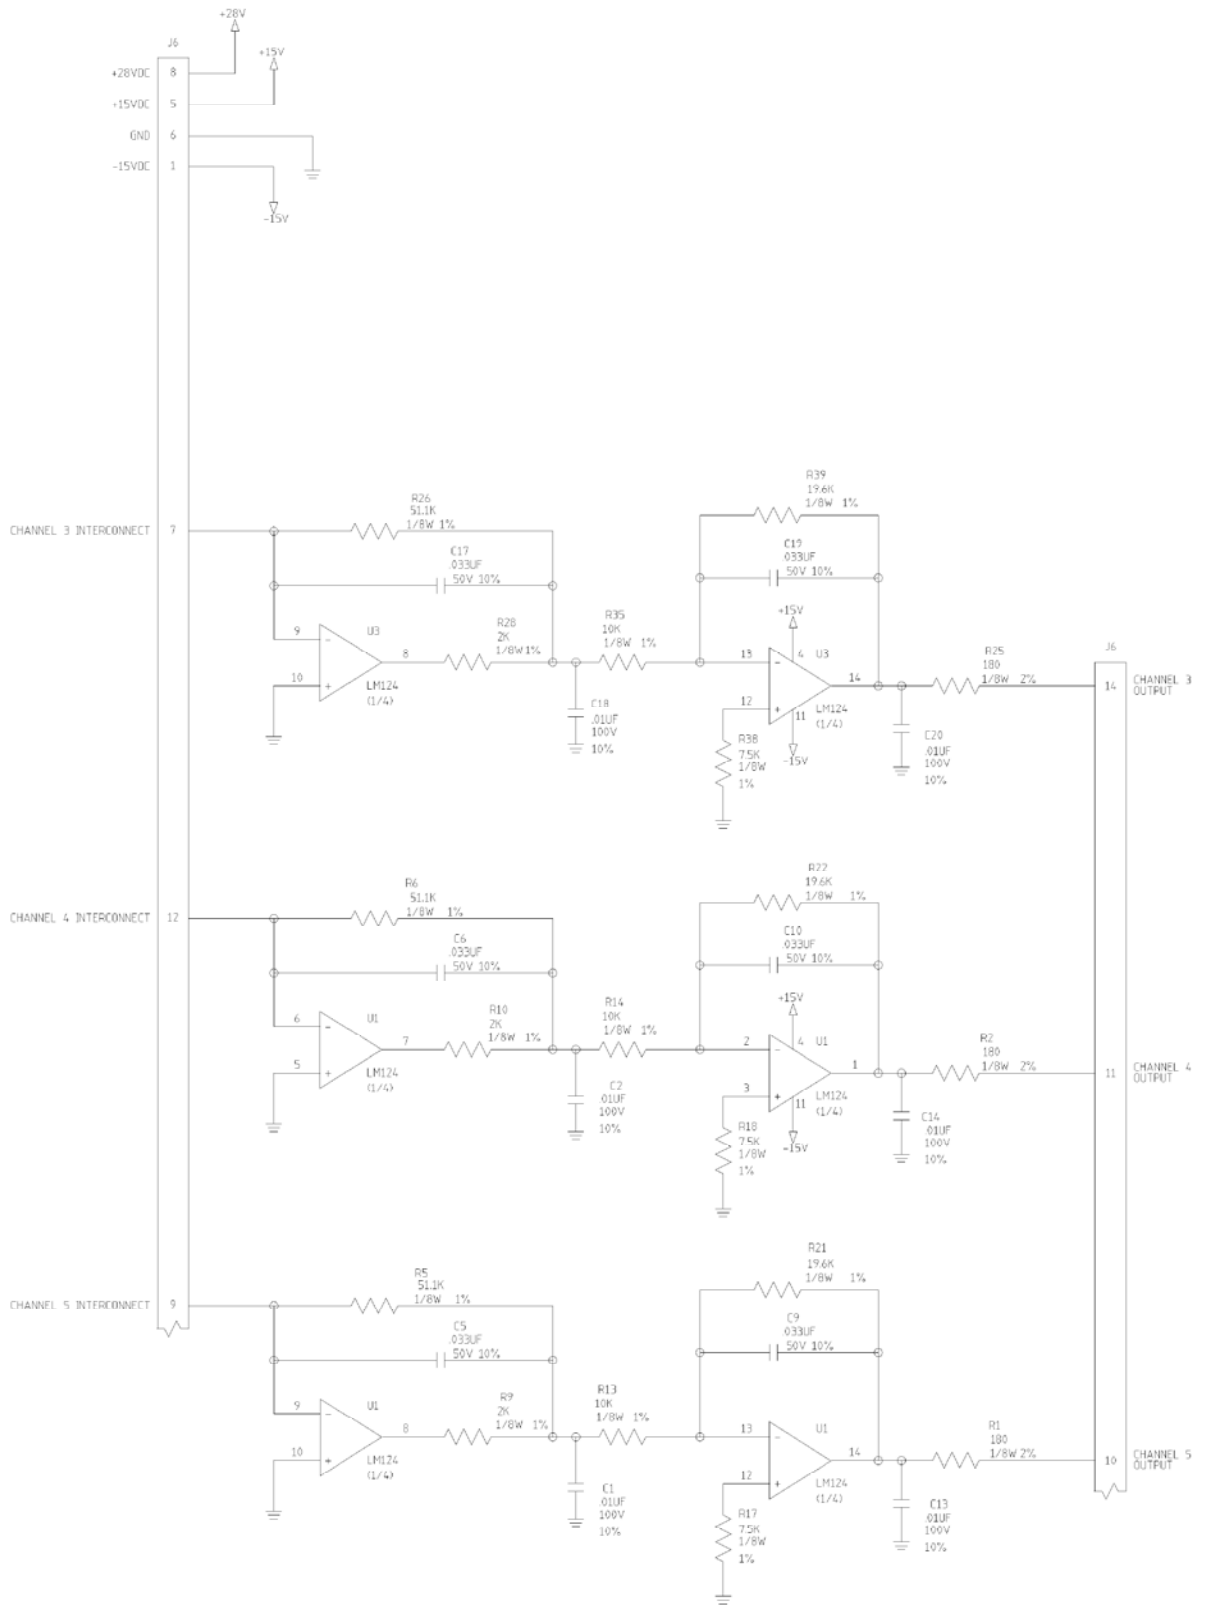 +28V
J6
+15V
+28VDC 8
+15VDC 5
GND 6
-15VDC 1
-15V
R39
19.6K
1/8W 1%
R26
51.1K
1/8W 1%
CHANNEL 3 INTERCONNECT 7
C17
.033UF
50V 10%
C19
.033UF
50V 10%
+15V
R28
2K
1/8W 1%
R35
10K
1/8W 1%
9
-
U3
8
10
+
LM124
(1/4)
13
-
4
U3
14
12
+
11
LM124
(1/4)
-15V
C18
.01UF
100V
10%
R38
7.5K
1/8W
1%
C20
.01UF
100V
10%
R25
180
1/8W 2%
J6
14
CHANNEL 3
OUTPUT
R22
19.6K
1/8W 1%
R6
51.1K
1/8W 1%
CHANNEL 4 INTERCONNECT 12
C6
.033UF
50V 10%
C10
.033UF
50V 10%
+15V
R10
2K
1/8W 1%
R14
10K
1/8W 1%
6
-
U1
7
5
+
LM124
(1/4)
2
-
4
U1
1
3
+
11
LM124
(1/4)
-15V
C2
.01UF
100V
10%
R18
7.5K
1/8W
1%
C14
.01UF
100V
10%
R2
180
1/8W 2%
11
CHANNEL 4
OUTPUT
R21
19.6K
1/8W 1%
R5
51.1K
1/8W 1%
CHANNEL 5 INTERCONNECT 9
C5
.033UF
50V 10%
C9
.033UF
50V 10%
R9
2K
1/8W 1%
R13
10K
1/8W 1%
9
-
U1
8
10
+
LM124
(1/4)
13
-
U1
14
12
+
LM124
(1/4)
C1
.01UF
100V
10%
R17
7.5K
1/8W
1%
C13
.01UF
100V
10%
R1
180
1/8W 2%
10
CHANNEL 5
OUTPUT